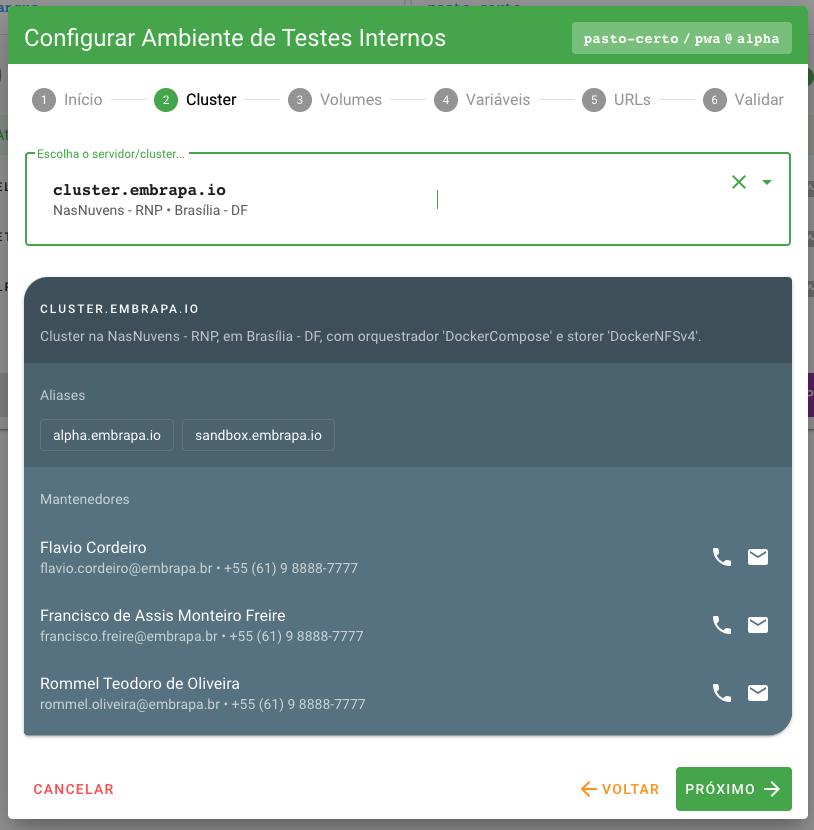 Configurar Ambiente de Testes Internos
pasto-certo / pwa @ alpha
1 Início
2 Cluster
3 Volumes
4 Variáveis
5 URLs
6 Validar
Escolha o servidor/cluster...
cluster.embrapa.io
NasNuvens - RNP • Brasília - DF
CLUSTER.EMBRAPA.IO
Cluster na NasNuvens - RNP, em Brasília - DF, com orquestrador 'DockerCompose' e storer 'DockerNFSv4'.
Aliases
alpha.embrapa.io
sandbox.embrapa.io
Mantenedores
Flavio Cordeiro
flavio.cordeiro@embrapa.br • +55 (61) 9 8888-7777
Francisco de Assis Monteiro Freire
francisco.freire@embrapa.br • +55 (61) 9 8888-7777
Rommel Teodoro de Oliveira
rommel.oliveira@embrapa.br • +55 (61) 9 8888-7777
CANCELAR
VOLTAR
PRÓXIMO